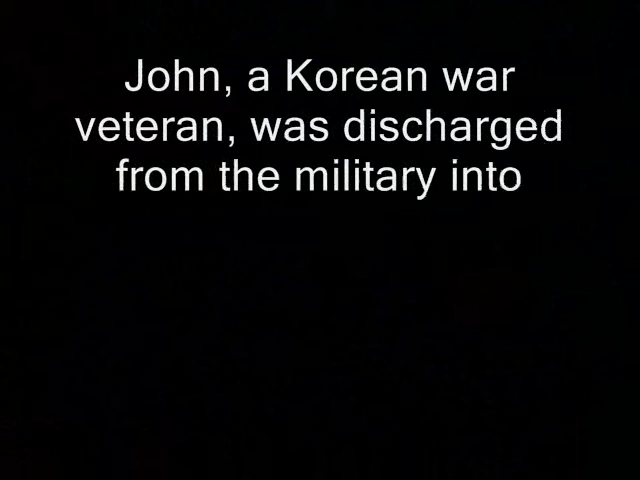 John, a Korean war
veteran, was discharged
from the military into